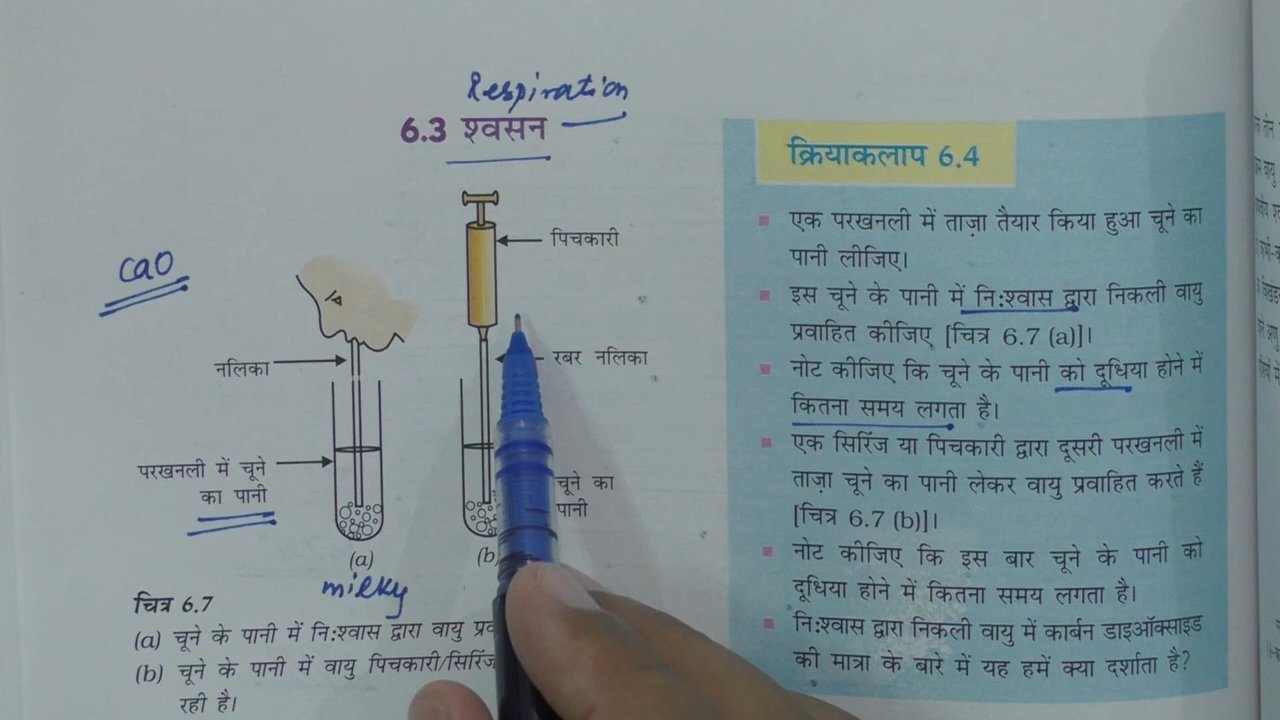 Respiration
6.3 श्वसन
CaO
पिचकारी
नलिका
रबर नलिका
परखनली में चूने
का पानी
चूने का
पानी
(a)
(b)
milky
चित्र 6.7
(a) चूने के पानी में नि:श्वास द्वारा वायु
(b) चूने के पानी में वायु पिचकारी/सिरिंज
रही है।
क्रियाकलाप 6.4
एक परखनली में ताज़ा तैयार किया हुआ चूने का
पानी लीजिए।
इस चूने के पानी में नि:श्वास द्वारा निकली वायु
प्रवाहित कीजिए [चित्र 6.7 (a)]।
नोट कीजिए कि चूने के पानी को दूधिया होने में
कितना समय लगता है।
एक सिरिंज या पिचकारी द्वारा दूसरी परखनली में
ताज़ा चूने का पानी लेकर वायु प्रवाहित करते हैं
[चित्र 6.7 (b)]।
नोट कीजिए कि इस बार चूने के पानी को
दूधिया होने में कितना समय लगता है।
नि:श्वास द्वारा निकली वायु में कार्बन डाइऑक्साइड
की मात्रा के बारे में यह हमें क्या दर्शाता है?